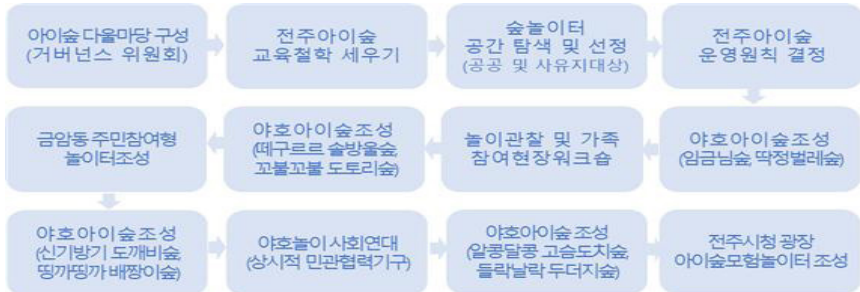 아이숲 다울마당 구성
(거버넌스 위원회)
전주아이숲
교육철학 세우기
숲놀이터
공간 탐색 및 선정
(공공 및 사유지대상)
전주아이숲
운영원칙 결정
야호아이숲조성
(임금님숲, 딱정벌레숲)
놀이관찰 및 가족
참여현장워크숍
야호아이숲조성
(떼구르르 솔방울숲,
꼬불꼬불 도토리숲)
금암동 주민참여형
놀이터조성
야호아이숲조성
(신기방기 도깨비숲,
띵까띵까 배짱이숲)
야호놀이 사회연대
(상시적 민관협력기구)
야호아이숲 조성
(알콩달콩 고슴도치숲,
들락날락 두더지숲)
전주시청 광장
아이숲모험놀이터 조성